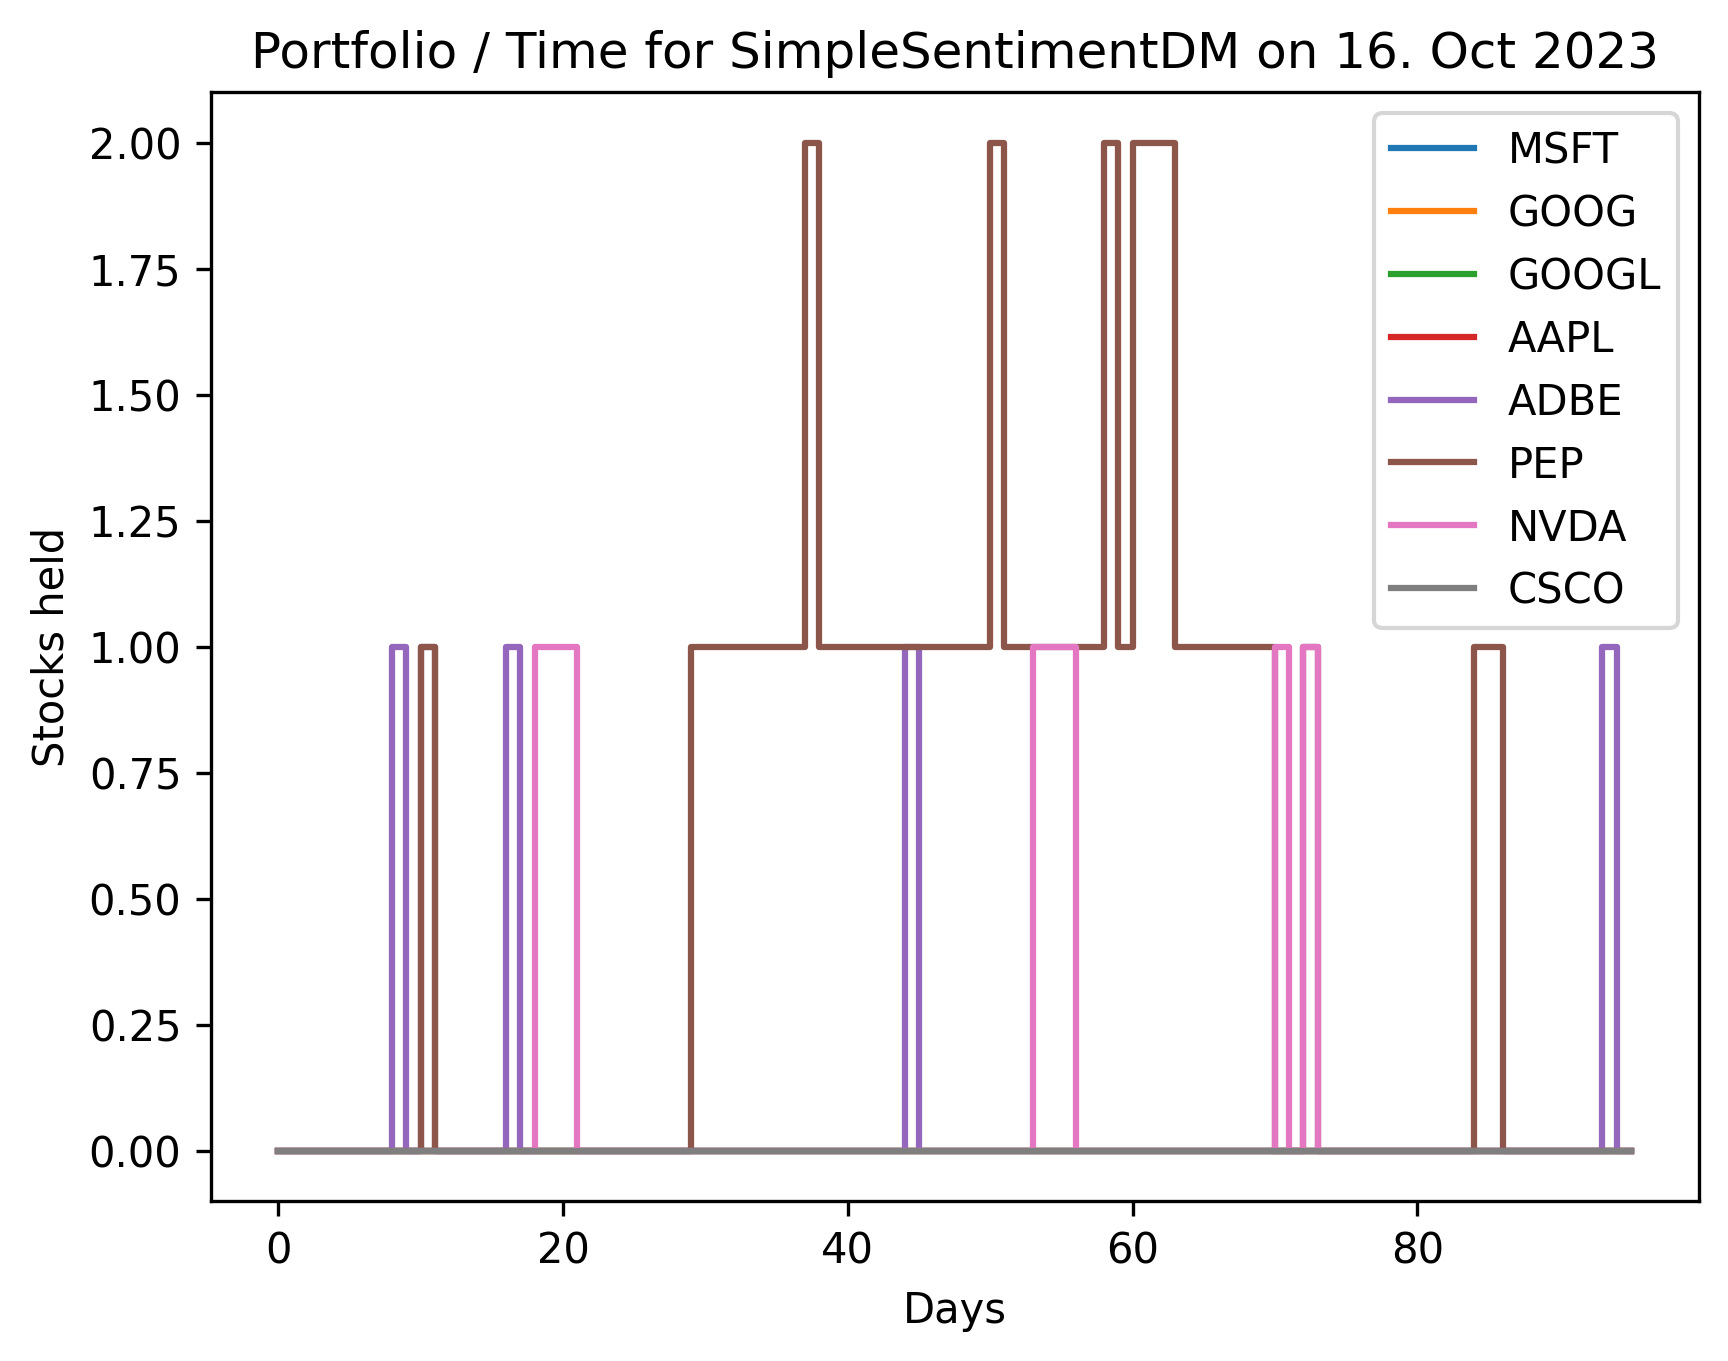 Portfolio / Time for SimpleSentimentDM on 16. Oct 2023
2.00
1.75
1.50
1.25
1.00
0.75
0.50
0.25
0.00
Stocks held
MSFT
GOOG
GOOGL
AAPL
ADBE
PEP
NVDA
CSCO
0 20 40 60 80
Days